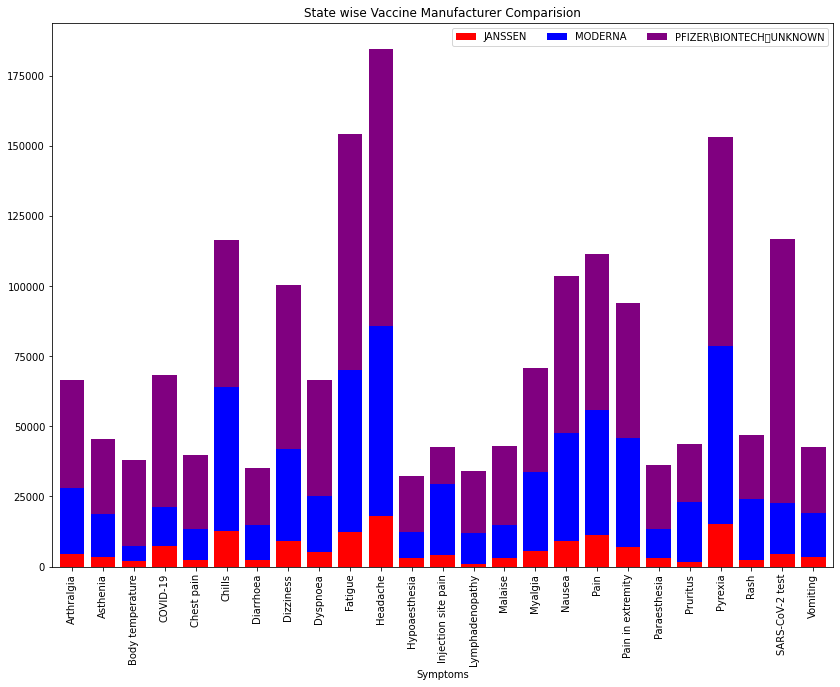 State wise Vaccine Manufacturer Comparision
JANSSEN
MODERNA
PFIZER\BIONTECH▯UNKNOWN
175000
150000
125000
100000
75000
50000
25000
0
Arthralgia
Asthenia
Body temperature
COVID-19
Chest pain
Chills
Diarrhoea
Dizziness
Dyspnoea
Fatigue
Headache
Hypoaesthesia
Injection site pain
Lymphadenopathy
Malaise
Myalgia
Nausea
Pain
Pain in extremity
Paraesthesia
Pruritus
Pyrexia
Rash
SARS-CoV-2 test
Vomiting
Symptoms